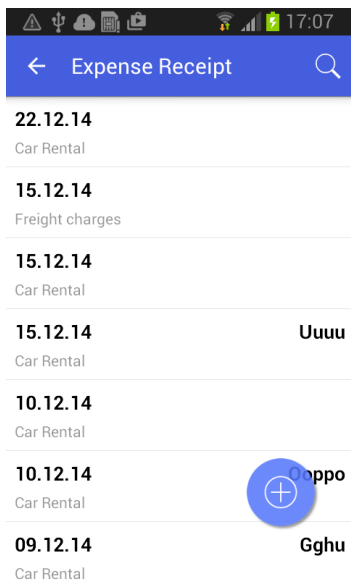 17:07
Expense Receipt
22.12.14
Car Rental
15.12.14
Freight charges
15.12.14
Car Rental
15.12.14 Uuuu
Car Rental
10.12.14
Car Rental
10.12.14 Ooppo
Car Rental
09.12.14 Gghu
Car Rental